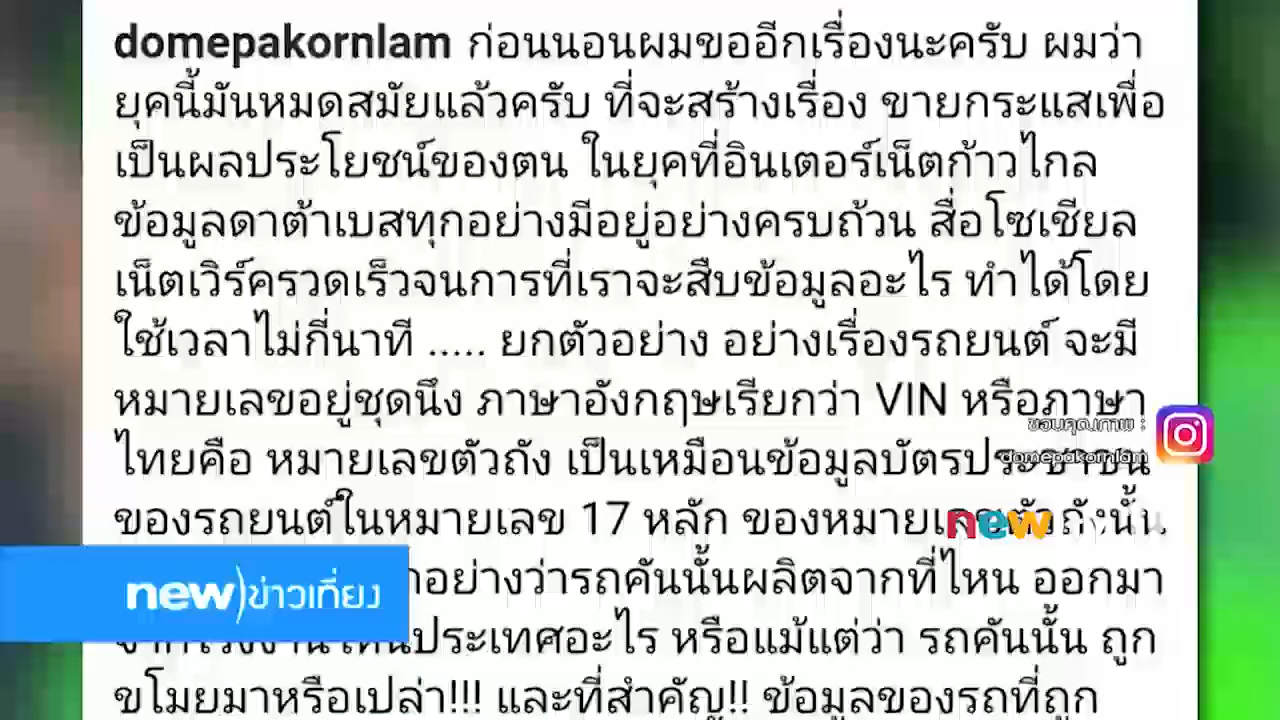 domepakornlam ก่อนนอนผมขออีกเรื่องนะครับ ผมว่า
ยุคนี้มันหมดสมัยแล้วครับ ที่จะสร้างเรื่อง ขายกระแสเพื่อ
เป็นผลประโยชน์ของตน ในยุคที่อินเตอร์เน็ตก้าวไกล
ข้อมูลดาต้าเบสทุกอย่างมีอยู่อย่างครบถ้วน สื่อโซเชียล
เน็ตเวิร์ครวดเร็วจนการที่เราจะสืบข้อมูลอะไร ทำได้โดย
ใช้เวลาไม่กี่นาที ..... ยกตัวอย่าง อย่างเรื่องรถยนต์ จะมี
หมายเลขอยู่ชุดนึง ภาษาอังกฤษเรียกว่า VIN หรือภาษา
ขอบคุณภาพ :
ไทยคือ หมายเลขตัวถัง เป็นเหมือนข้อมูลบัตรประชาชน
domepakornlam
ของรถยนต์ในหมายเลข 17 หลัก ของหมายเลขตัวถังนั้น
new
อย่างว่ารถคันนั้นผลิตจากที่ไหน ออกมา
new)ข่าวเที่ยง
ประเทศอะไร หรือแม้แต่ว่า รถคันนั้น ถูก
ขโมยมาหรือเปล่า!!! และที่สำคัญ!! ข้อมูลของรถที่ถูก